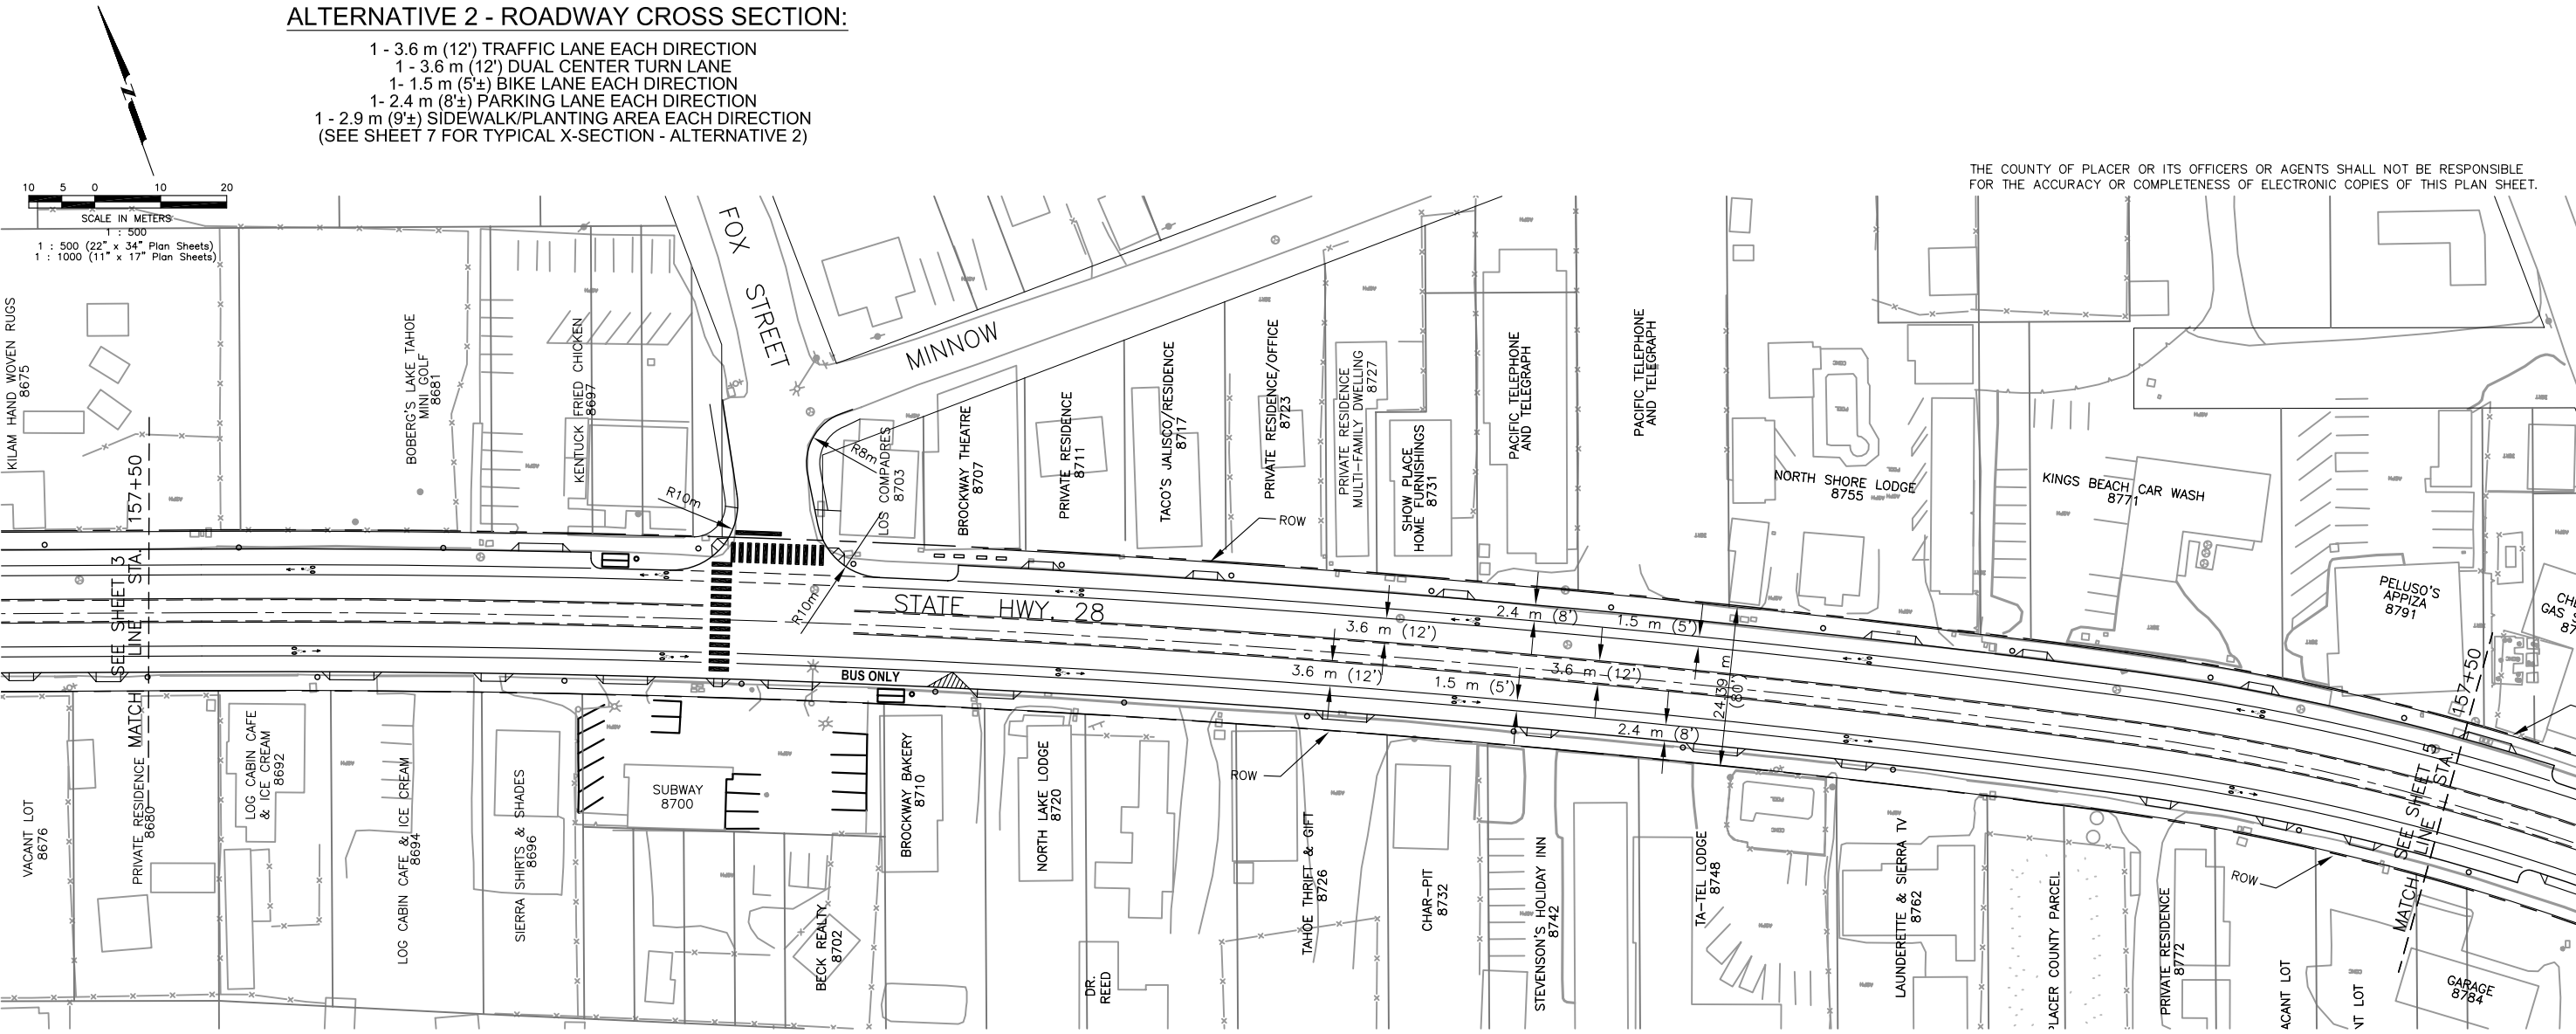 ALTERNATIVE 2 - ROADWAY CROSS SECTION:
1 - 3.6 m (12') TRAFFIC LANE EACH DIRECTION
1 - 3.6 m (12') DUAL CENTER TURN LANE
1- 1.5 m (5'±) BIKE LANE EACH DIRECTION
1- 2.4 m (8'±) PARKING LANE EACH DIRECTION
1 - 2.9 m (9'±) SIDEWALK/PLANTING AREA EACH DIRECTION
(SEE SHEET 7 FOR TYPICAL X-SECTION - ALTERNATIVE 2)
THE COUNTY OF PLACER OR ITS OFFICERS OR AGENTS SHALL NOT BE RESPONSIBLE
FOR THE ACCURACY OR COMPLETENESS OF ELECTRONIC COPIES OF THIS PLAN SHEET.
10 5 0 10 20
SCALE IN METERS
1 : 500
1 : 500 (22" x 34" Plan Sheets)
1 : 1000 (11" x 17" Plan Sheets)
FOX STREET
MINNOW
KILAM HAND WOVEN RUGS
8675
BOBERG'S LAKE TAHOE
MINI GOLF
8681
KENTUCK FRIED CHICKEN
8697
R10m
R8m
LOS COMPADRES
8703
BROCKWAY THEATRE
8707
PRIVATE RESIDENCE
8711
TACO'S JALISCO/RESIDENCE
8717
PRIVATE RESIDENCE/OFFICE
8723
PRIVATE RESIDENCE
MULTI-FAMILY DWELLING
8727
SHOW PLACE
HOME FURNISHINGS
8731
PACIFIC TELEPHONE
AND TELEGRAPH
PACIFIC TELEPHONE
AND TELEGRAPH
NORTH SHORE LODGE
8755
KINGS BEACH CAR WASH
8771
PELUSO'S
APPIZA
8791
CHE
GAS S
87
SEE SHEET 3
MATCH LINE STA. 157+50
R10m
STATE HWY. 28
ROW
3.6 m (12')
2.4 m (8')
1.5 m (5')
3.6 m (12')
1.5 m (5')
3.6 m (12')
2.4 m (8')
24.39 m
(80')
BUS ONLY
ROW
SEE SHEET 5
MATCH LINE STA. 157+50
ROW
VACANT LOT
8676
PRIVATE RESIDENCE
8680
LOG CABIN CAFE
& ICE CREAM
8692
LOG CABIN CAFE & ICE CREAM
8694
SIERRA SHIRTS & SHADES
8696
SUBWAY
8700
BECK REALTY
8702
BROCKWAY BAKERY
8710
NORTH LAKE LODGE
8720
DR.
REED
TAHOE THRIFT & GIFT
8726
CHAR-PIT
8732
STEVENSON'S HOLIDAY INN
8742
TA-TEL LODGE
8748
LAUNDERETTE & SIERRA TV
8762
PLACER COUNTY PARCEL
PRIVATE RESIDENCE
8772
ACANT LOT
NT LOT
GARAGE
8784